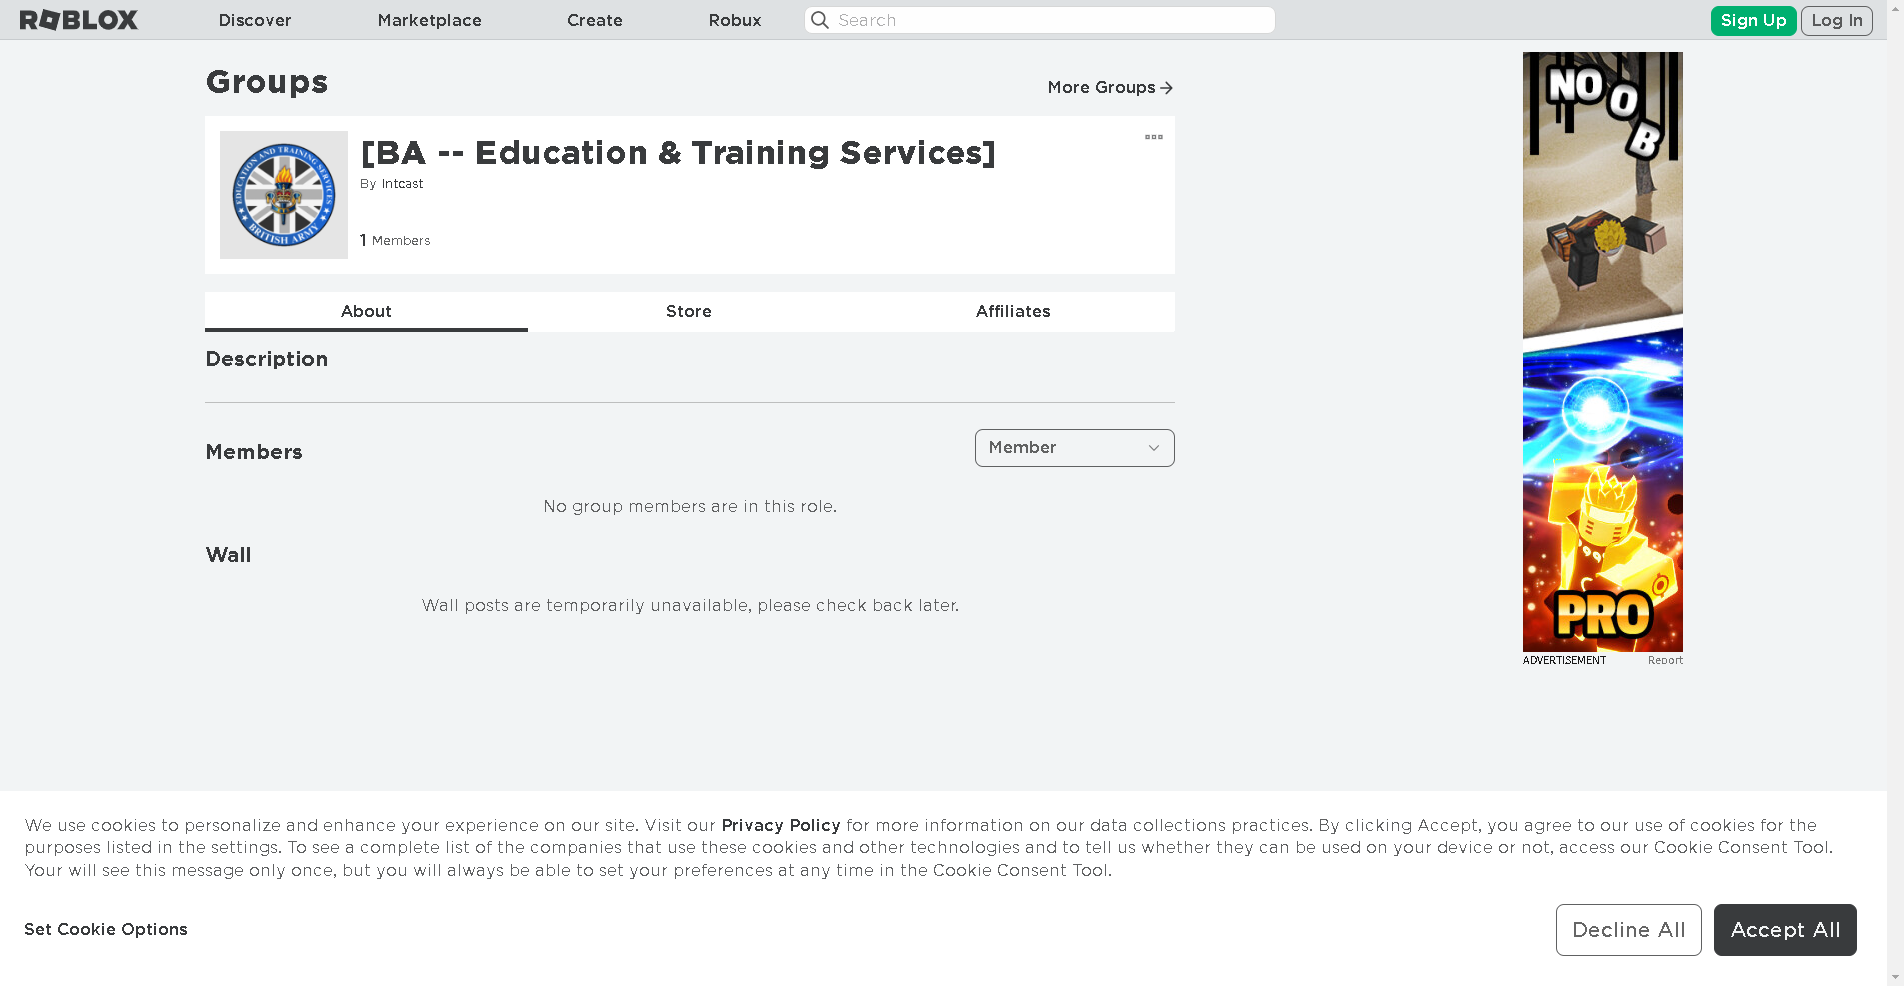 ROBLOX
Discover
Marketplace
Create
Robux
Search
Sign Up
Log In
Groups
More Groups
[BA -- Education & Training Services]
By Intcast
1 Members
EDUCATION AND TRAINING SERVICES
BRITISH ARMY
About
Store
Affiliates
Description
Members
Member
No group members are in this role.
Wall
Wall posts are temporarily unavailable, please check back later.
NOOB
PRO
ADVERTISEMENT
Report
We use cookies to personalize and enhance your experience on our site. Visit our Privacy Policy for more information on our data collections practices. By clicking Accept, you agree to our use of cookies for the
purposes listed in the settings. To see a complete list of the companies that use these cookies and other technologies and to tell us whether they can be used on your device or not, access our Cookie Consent Tool.
Your will see this message only once, but you will always be able to set your preferences at any time in the Cookie Consent Tool.
Set Cookie Options
Decline All
Accept All